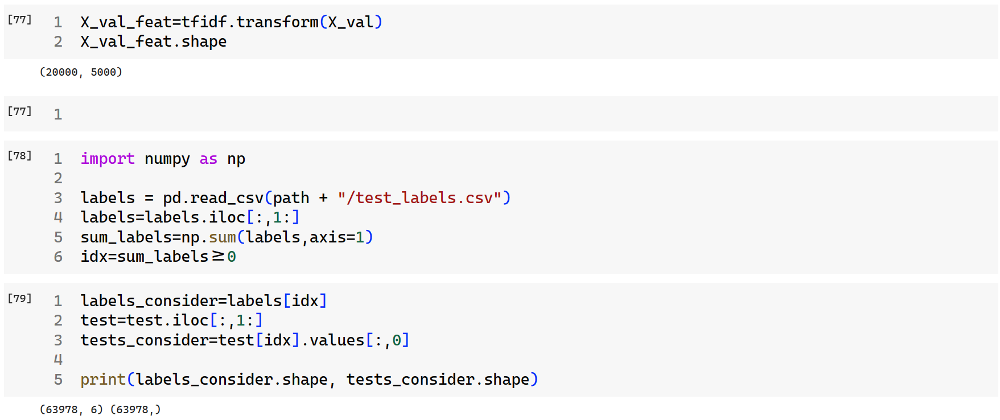 [77] 1 X_val_feat=tfidf.transform(X_val)
2 X_val_feat.shape
(20000, 5000)
[77] 1
[78] 1 import numpy as np
2
3 labels = pd.read_csv(path + "/test_labels.csv")
4 labels=labels.iloc[:,1:]
5 sum_labels=np.sum(labels,axis=1)
6 idx=sum_labels≥0
[79] 1 labels_consider=labels[idx]
2 test=test.iloc[:,1:]
3 tests_consider=test[idx].values[:,0]
4
5 print(labels_consider.shape, tests_consider.shape)
(63978, 6) (63978,)